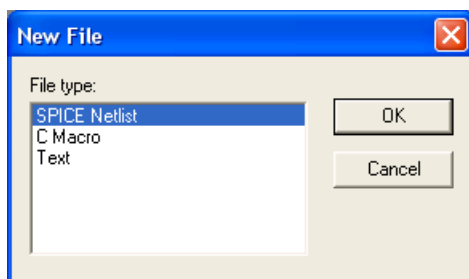 New File
File type:
SPICE Netlist
C Macro
Text
OK
Cancel